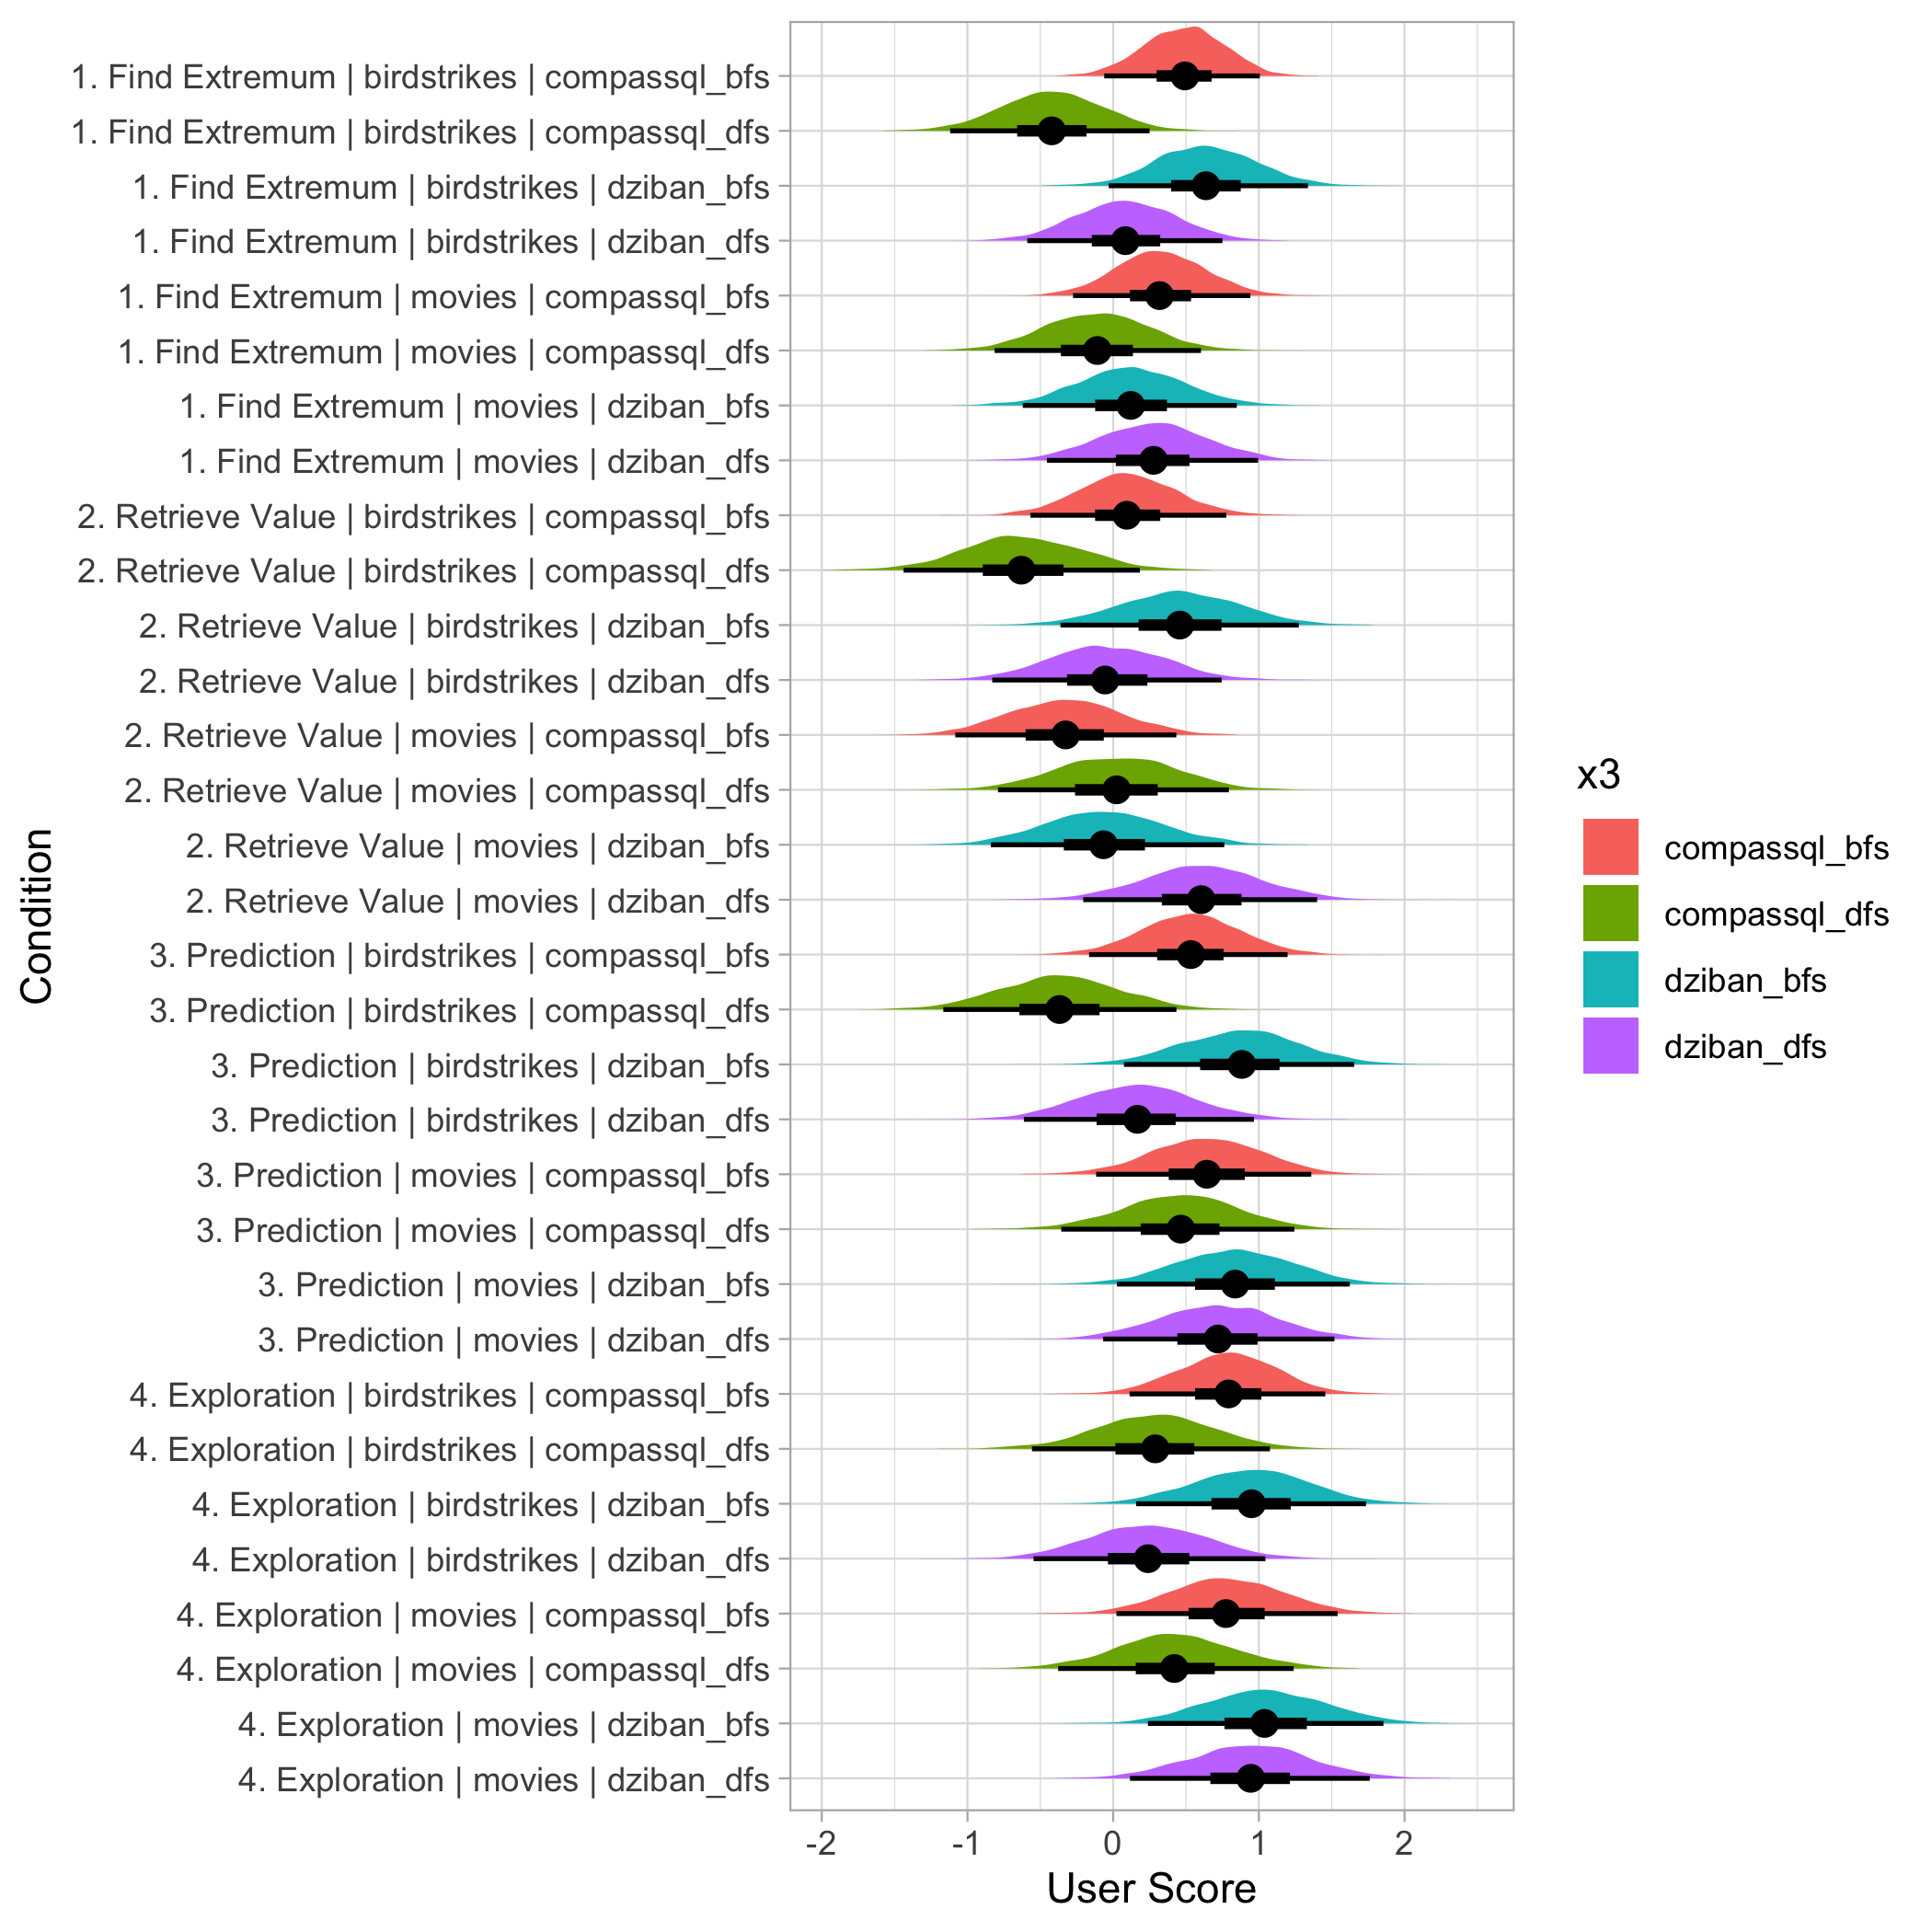 1. Find Extremum | birdstrikes | compassql_bfs
1. Find Extremum | birdstrikes | compassql_dfs
1. Find Extremum | birdstrikes | dziban_bfs
1. Find Extremum | birdstrikes | dziban_dfs
1. Find Extremum | movies | compassql_bfs
1. Find Extremum | movies | compassql_dfs
1. Find Extremum | movies | dziban_bfs
1. Find Extremum | movies | dziban_dfs
2. Retrieve Value | birdstrikes | compassql_bfs
2. Retrieve Value | birdstrikes | compassql_dfs
2. Retrieve Value | birdstrikes | dziban_bfs
2. Retrieve Value | birdstrikes | dziban_dfs
2. Retrieve Value | movies | compassql_bfs
2. Retrieve Value | movies | compassql_dfs
2. Retrieve Value | movies | dziban_bfs
2. Retrieve Value | movies | dziban_dfs
3. Prediction | birdstrikes | compassql_bfs
3. Prediction | birdstrikes | compassql_dfs
3. Prediction | birdstrikes | dziban_bfs
3. Prediction | birdstrikes | dziban_dfs
3. Prediction | movies | compassql_bfs
3. Prediction | movies | compassql_dfs
3. Prediction | movies | dziban_bfs
3. Prediction | movies | dziban_dfs
4. Exploration | birdstrikes | compassql_bfs
4. Exploration | birdstrikes | compassql_dfs
4. Exploration | birdstrikes | dziban_bfs
4. Exploration | birdstrikes | dziban_dfs
4. Exploration | movies | compassql_bfs
4. Exploration | movies | compassql_dfs
4. Exploration | movies | dziban_bfs
4. Exploration | movies | dziban_dfs
Condition
-2 -1 0 1 2
User Score
x3
compassql_bfs
compassql_dfs
dziban_bfs
dziban_dfs